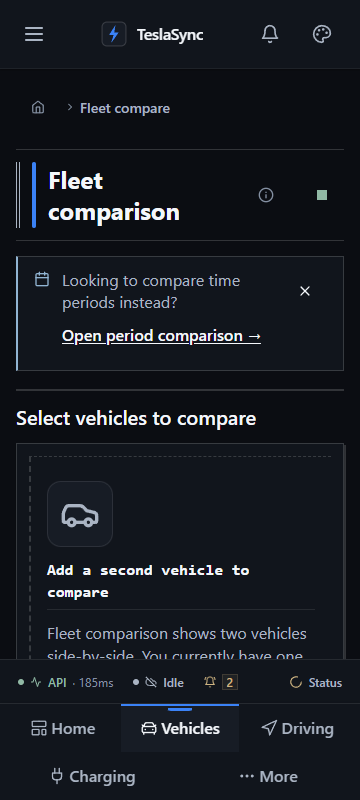 TeslaSync
Fleet compare
Fleet
comparison
Looking to compare time
periods instead?
Open period comparison →
Select vehicles to compare
Add a second vehicle to
compare
Fleet comparison shows two vehicles
side-by-side. You currently have one
API · 185ms Idle 2 Status
Home Vehicles Driving
Charging More